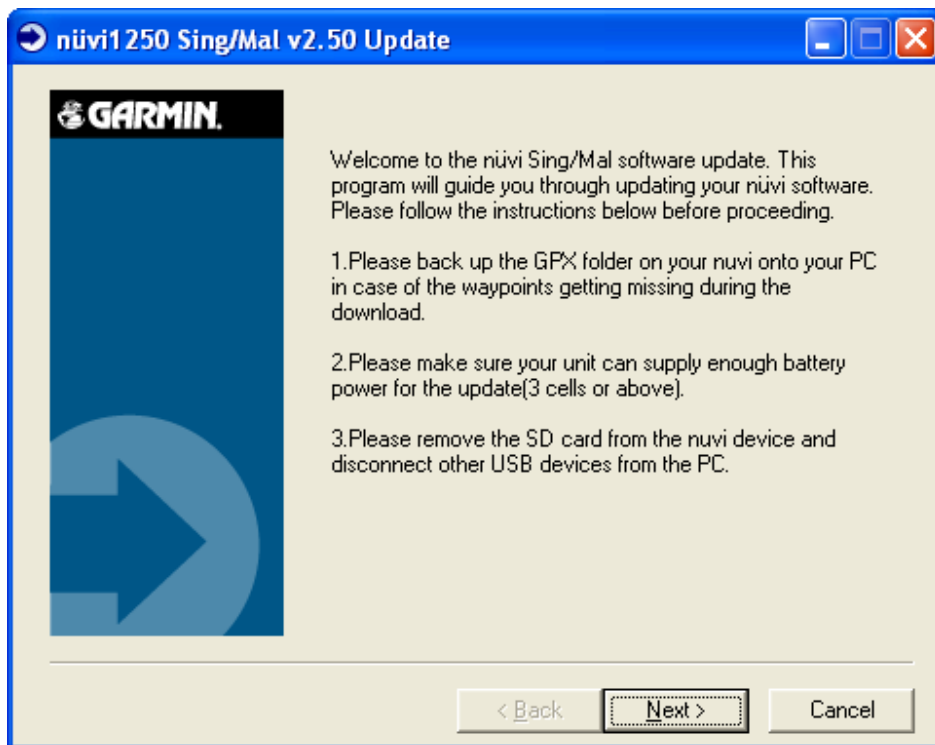 nüvi1250 Sing/Mal v2.50 Update
GARMIN.
Welcome to the nüvi Sing/Mal software update. This
program will guide you through updating your nüvi software.
Please follow the instructions below before proceeding.
1.Please back up the GPX folder on your nuvi onto your PC
in case of the waypoints getting missing during the
download.
2.Please make sure your unit can supply enough battery
power for the update(3 cells or above).
3.Please remove the SD card from the nuvi device and
disconnect other USB devices from the PC.
< Back
Next >
Cancel